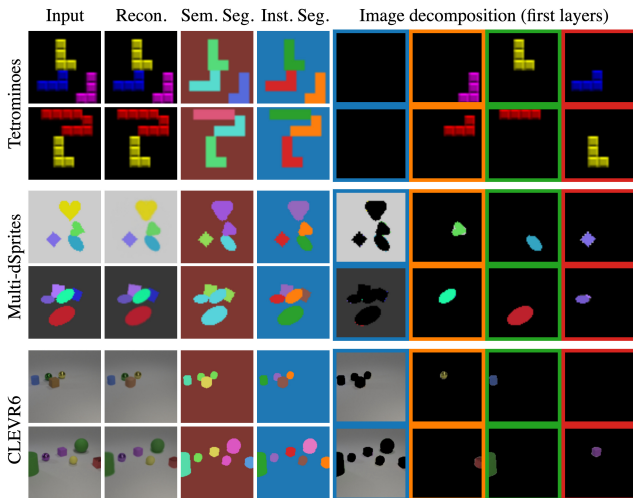 Input Recon. Sem. Seg. Inst. Seg. Image decomposition (first layers)
Tetrominoes
Multi-dSprites
CLEVR6